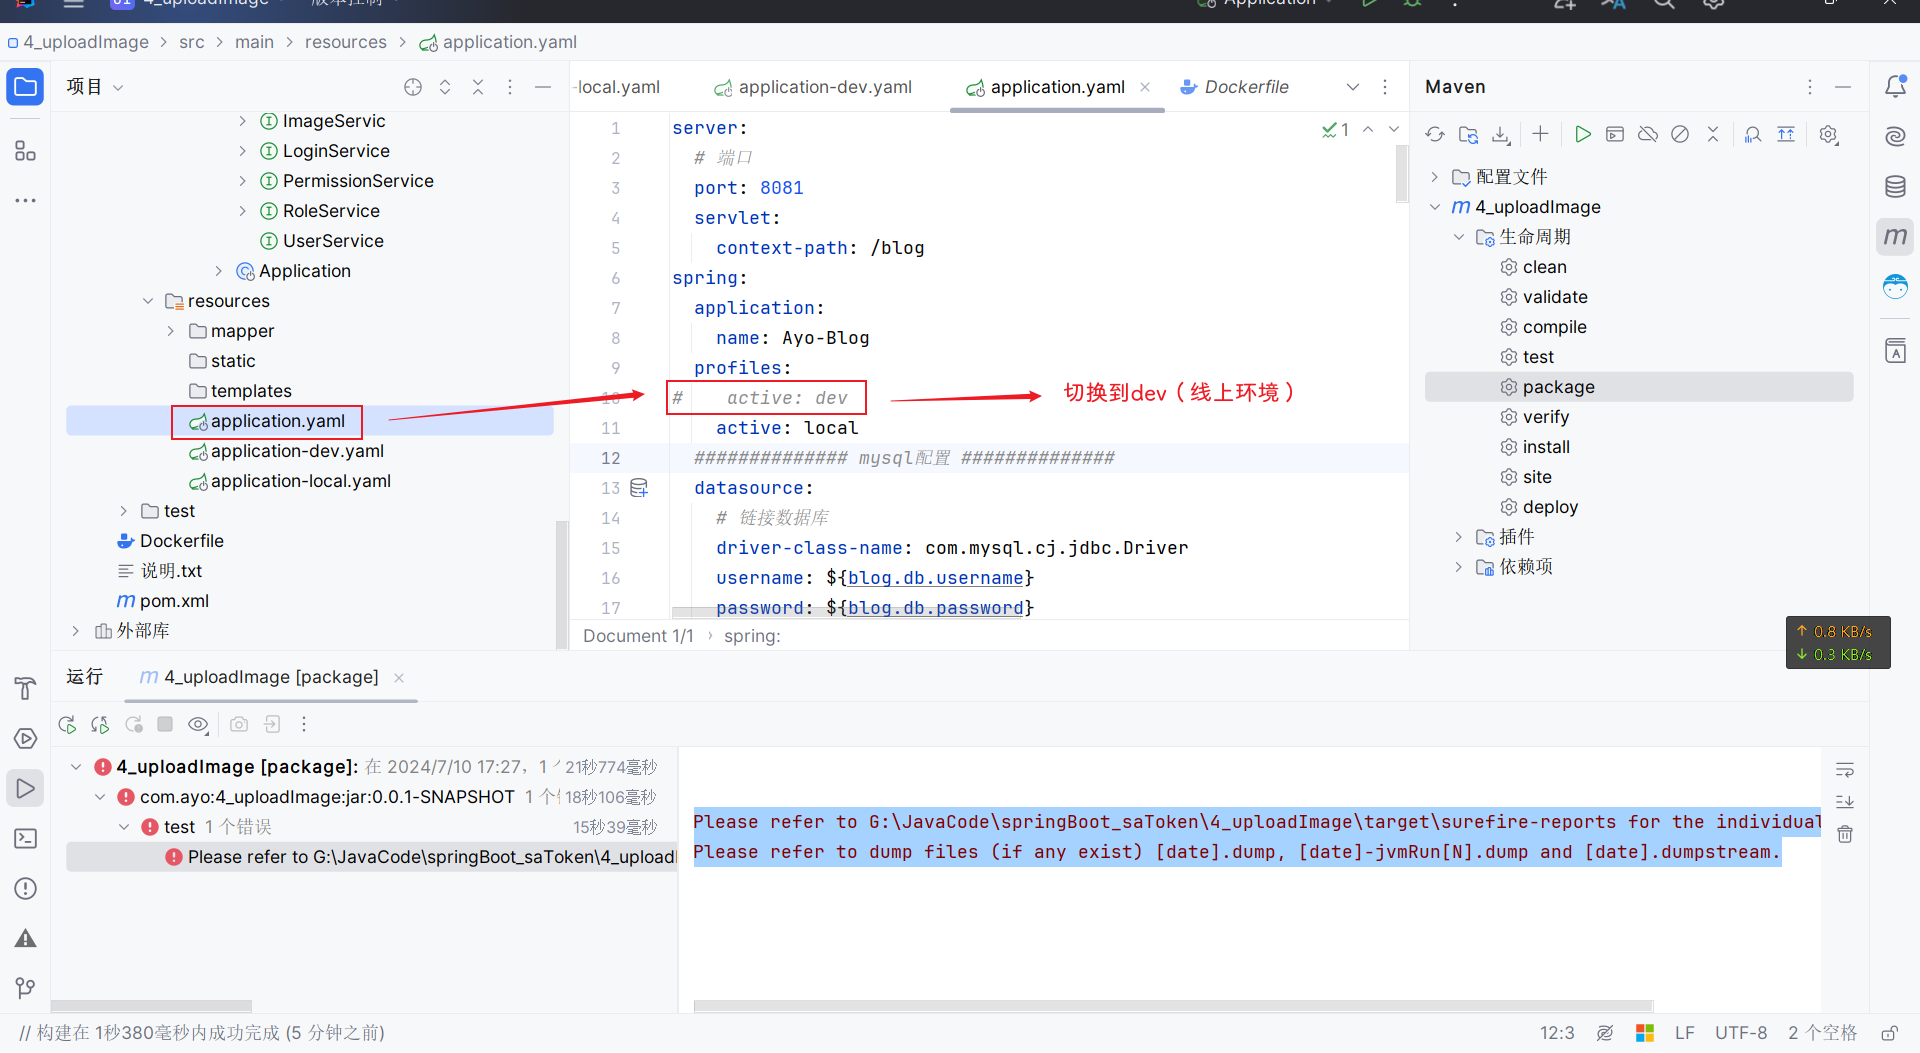 4_uploadImage
版本控制
Application
4_uploadImage > src > main > resources > application.yaml
项目
-local.yaml
application-dev.yaml
application.yaml
Dockerfile
Maven
ImageServic
LoginService
PermissionService
RoleService
UserService
Application
resources
mapper
static
templates
application.yaml
application-dev.yaml
application-local.yaml
test
Dockerfile
说明.txt
pom.xml
外部库
1 server:
2 # 端口
3 port: 8081
4 servlet:
5 context-path: /blog
6 spring:
7 application:
8 name: Ayo-Blog
9 profiles:
10 # active: dev
11 active: local
12 ############## mysql配置 ##############
13 datasource:
14 # 链接数据库
15 driver-class-name: com.mysql.cj.jdbc.Driver
16 username: ${blog.db.username}
17 password: ${blog.db.password}
1
切换到dev（线上环境）
Document 1/1 › spring:
配置文件
4_uploadImage
生命周期
clean
validate
compile
test
package
verify
install
site
deploy
插件
依赖项
↑ 0.8 KB/s
↓ 0.3 KB/s
运行
4_uploadImage [package]
4_uploadImage [package]: 在 2024/7/10 17:27，1 21秒774毫秒
com.ayo:4_uploadImage:jar:0.0.1-SNAPSHOT 1 个 18秒106毫秒
test 1 个错误 15秒39毫秒
Please refer to G:\JavaCode\springBoot_saToken\4_upload
Please refer to G:\JavaCode\springBoot_saToken\4_uploadImage\target\surefire-reports for the individual
Please refer to dump files (if any exist) [date].dump, [date]-jvmRun[N].dump and [date].dumpstream.
// 构建在 1秒380毫秒内成功完成 (5 分钟之前)
12:3
LF
UTF-8
2 个空格